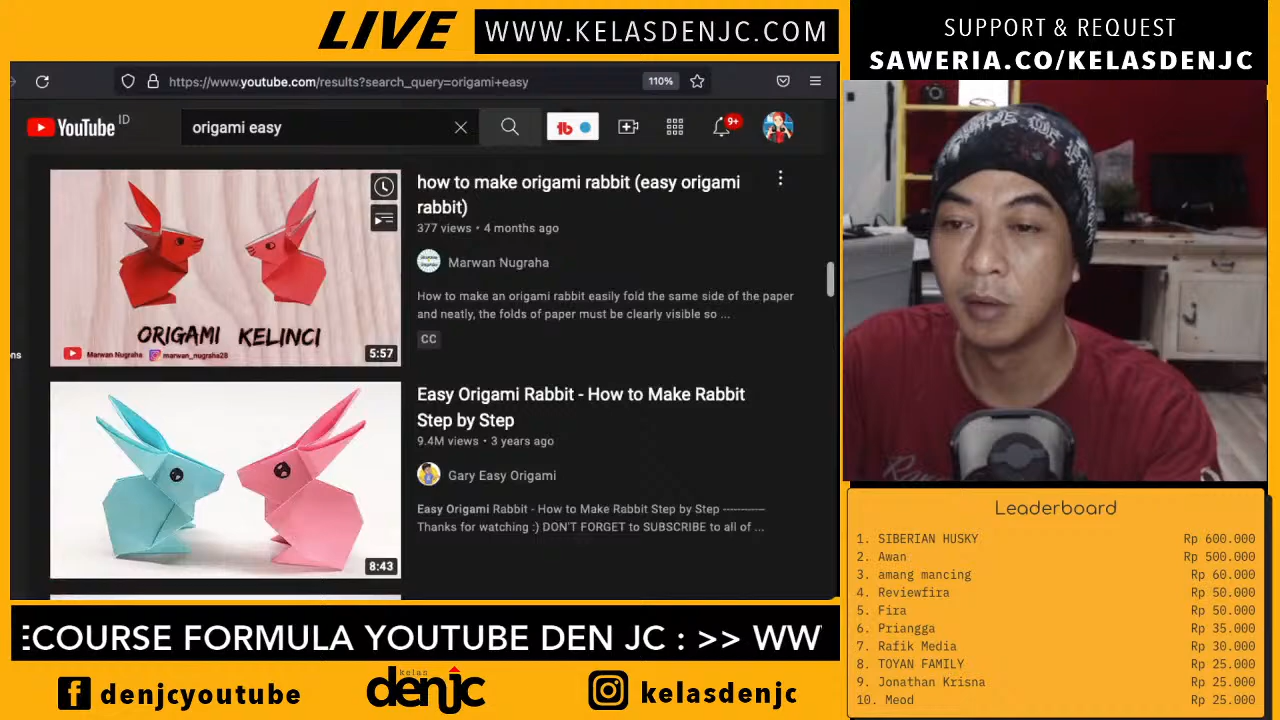 LIVE
WWW.KELASDENJC.COM
SUPPORT & REQUEST
SAWERIA.CO/KELASDENJC
https://www.youtube.com/results?search_query=origami+easy
110%
YouTube ID
origami easy
9+
how to make origami rabbit (easy origami
rabbit)
377 views • 4 months ago
Marwan Nugraha
How to make an origami rabbit easily fold the same side of the paper
and neatly, the folds of paper must be clearly visible so ...
CC
ORIGAMI KELINCI
Marwan Nugraha marwan_nugraha28
5:57
ons
Easy Origami Rabbit - How to Make Rabbit
Step by Step
9.4M views • 3 years ago
Gary Easy Origami
Easy Origami Rabbit - How to Make Rabbit Step by Step ------------
Thanks for watching :) DON'T FORGET to SUBSCRIBE to all of ...
8:43
Leaderboard
1. SIBERIAN HUSKY Rp 600.000
2. Awan Rp 500.000
3. amang mancing Rp 60.000
4. Reviewfira Rp 50.000
5. Fira Rp 50.000
6. Priangga Rp 35.000
7. Rafik Media Rp 30.000
8. TOYAN FAMILY Rp 25.000
9. Jonathan Krisna Rp 25.000
10. Meod Rp 25.000
ECOURSE FORMULA YOUTUBE DEN JC : >> WW
denjcyoutube
kelas
denjc
kelasdenjc